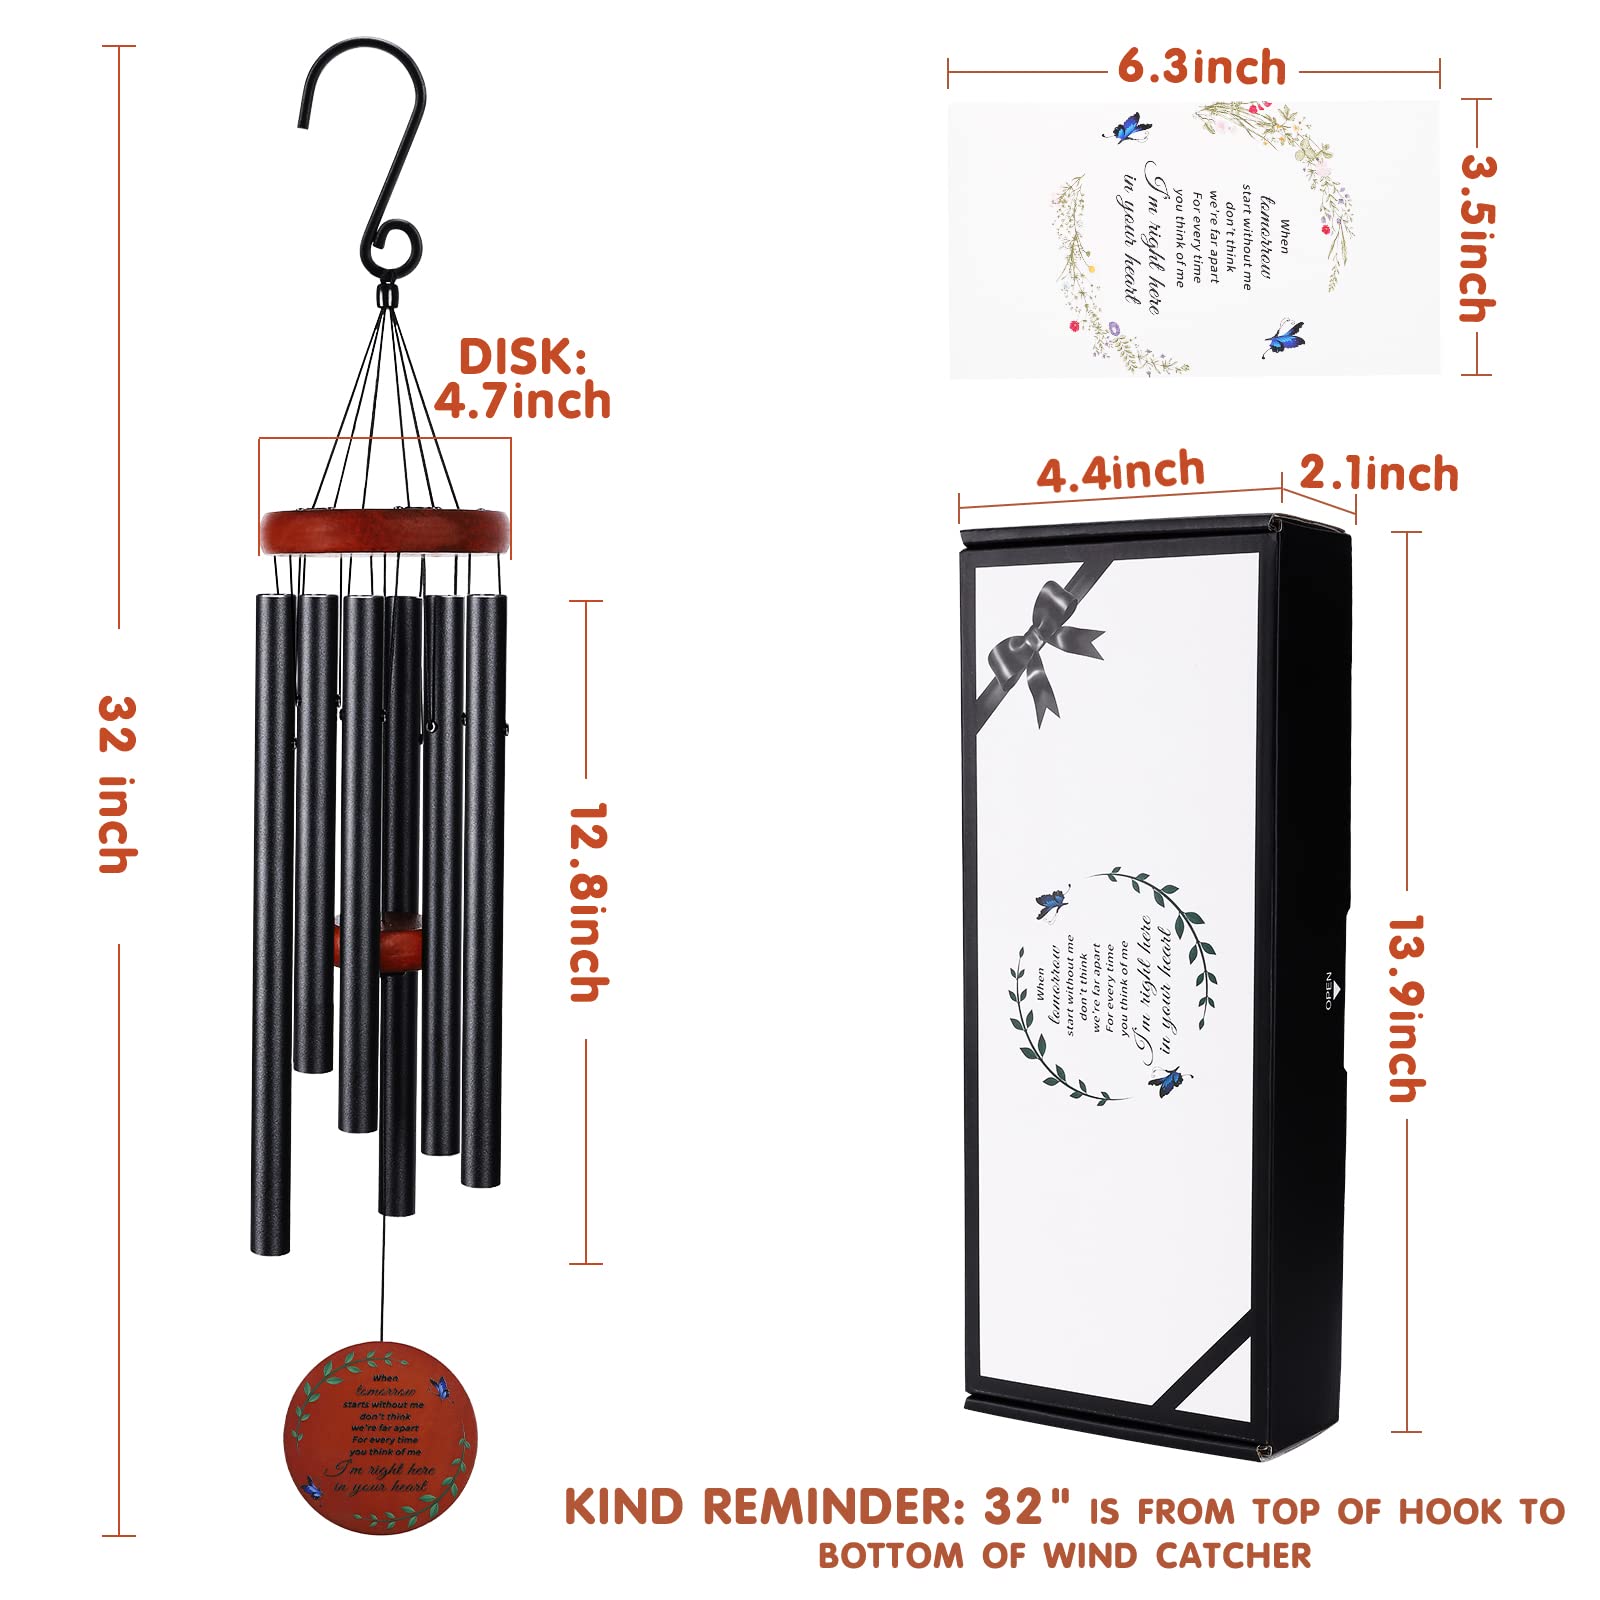 32 inch
DISK:
4.7inch
12.8inch
When
tomorrow
starts without me
don't think
we're far apart
For every time
you think of me
I'm right here
in your heart
6.3inch
3.5inch
When
tomorrow
start without me
don't think
we're far apart
For every time
you think of me
I'm right here
in your heart
4.4inch
2.1inch
13.9inch
When
tomorrow
start without me
don't think
we're far apart
For every time
you think of me
I'm right here
in your heart
OPEN
KIND REMINDER: 32" IS FROM TOP OF HOOK TO
BOTTOM OF WIND CATCHER